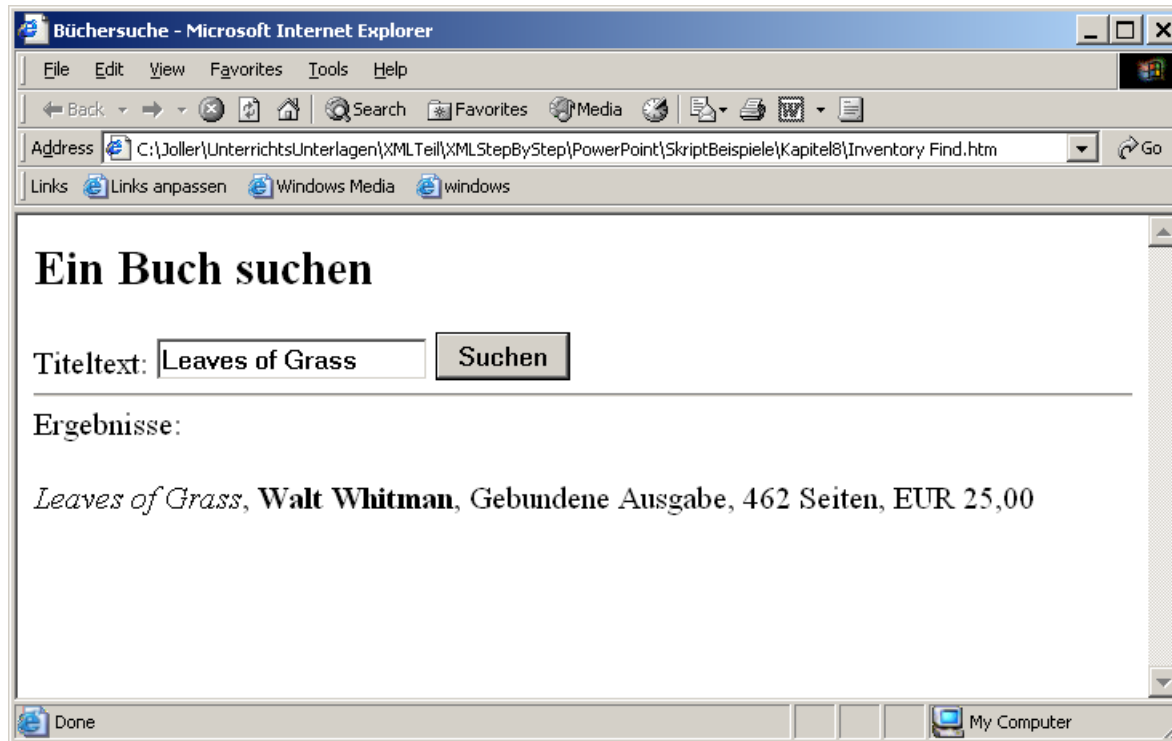 Büchersuche - Microsoft Internet Explorer
File Edit View Favorites Tools Help
Back Search Favorites Media
Address C:\Joller\UnterrichtsUnterlagen\XMLTeil\XMLStepByStep\PowerPoint\SkriptBeispiele\Kapitel8\Inventory Find.htm Go
Links Links anpassen Windows Media windows
Ein Buch suchen
Titeltext: Leaves of Grass Suchen
Ergebnisse:
Leaves of Grass, Walt Whitman, Gebundene Ausgabe, 462 Seiten, EUR 25,00
Done My Computer